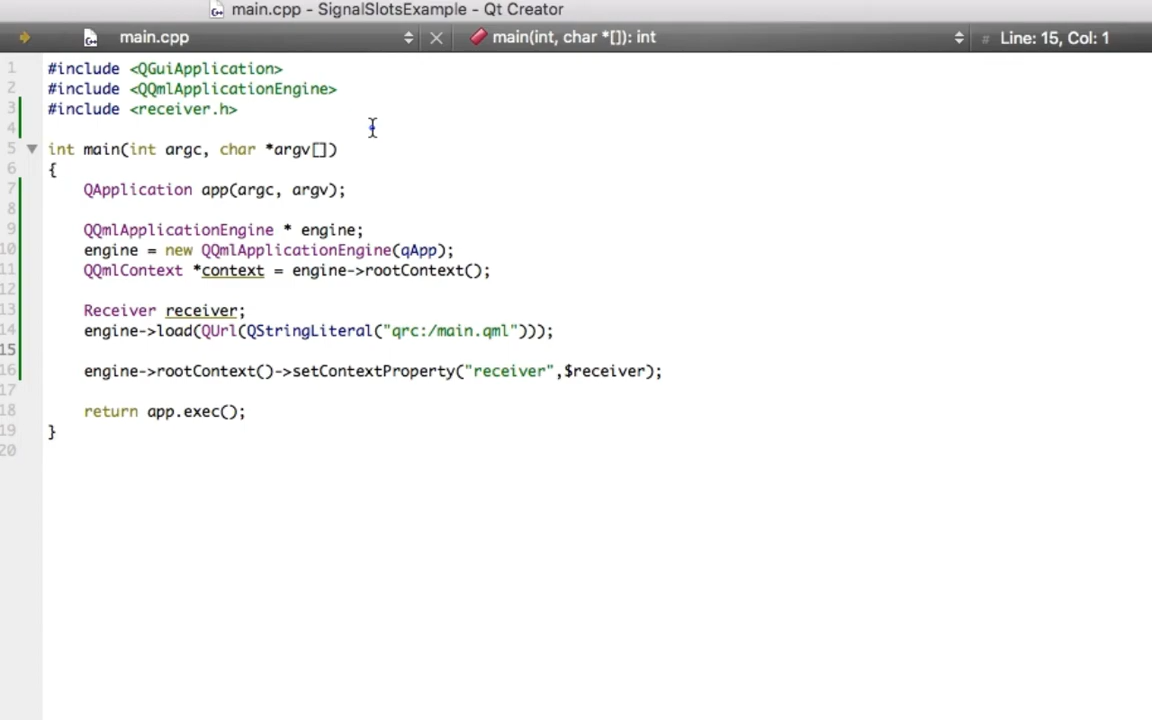 main.cpp - SignalSlotsExample - Qt Creator
main.cpp main(int, char *[]): int # Line: 15, Col: 1
1 #include <QGuiApplication>
2 #include <QQmlApplicationEngine>
3 #include <receiver.h>
4
5 int main(int argc, char *argv[])
6 {
7 QApplication app(argc, argv);
8
9 QQmlApplicationEngine * engine;
10 engine = new QQmlApplicationEngine(qApp);
11 QQmlContext *context = engine->rootContext();
12
13 Receiver receiver;
14 engine->load(QUrl(QStringLiteral("qrc:/main.qml")));
15
16 engine->rootContext()->setContextProperty("receiver",$receiver);
17
18 return app.exec();
19 }
20